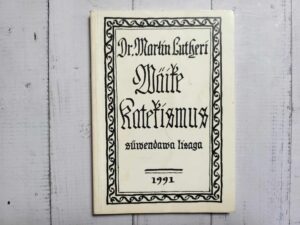 Dr. Martin Lutheri
Wäike
Katekismus
süwendawa lisaga
1991